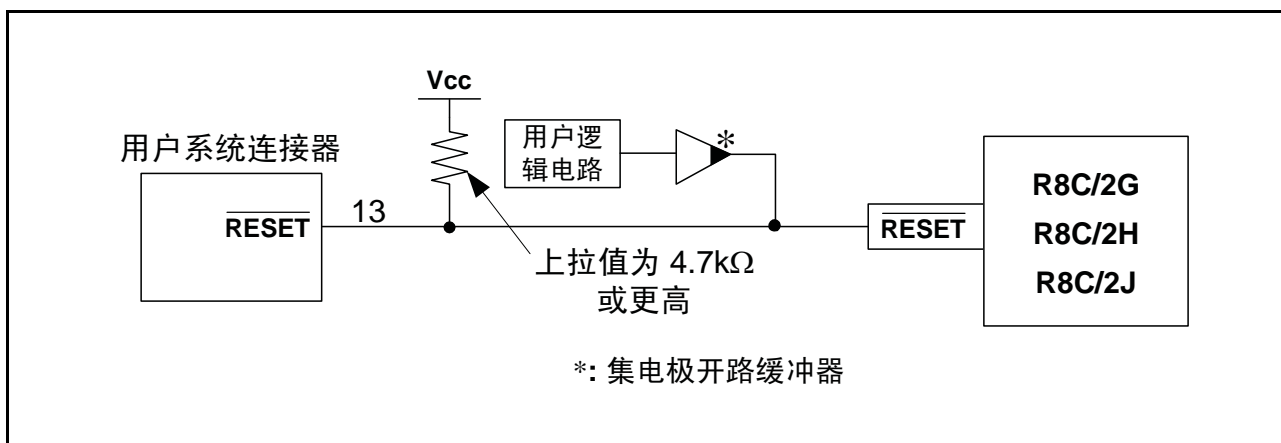 Vcc
用户系统连接器
用户逻
辑电路
*
RESET
13
RESET
R8C/2G
R8C/2H
R8C/2J
上拉值为 4.7kΩ
或更高
*: 集电极开路缓冲器